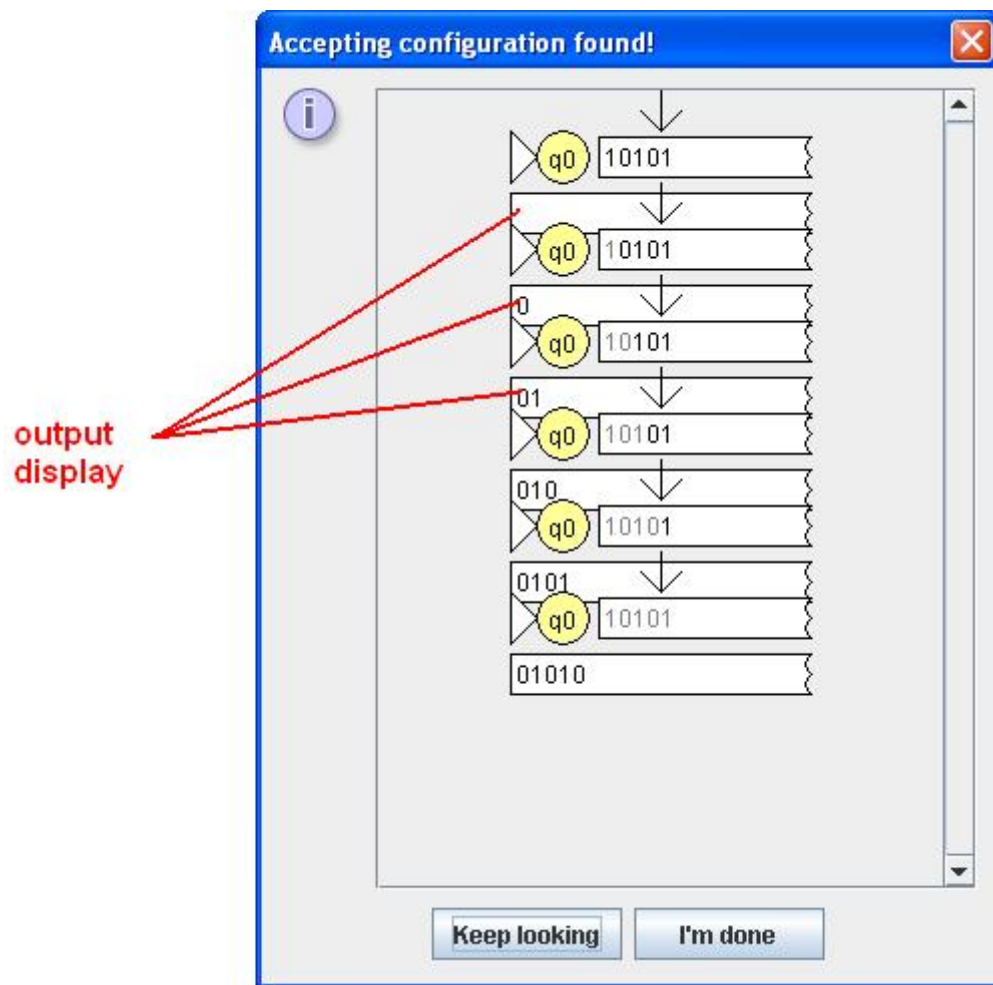 Accepting configuration found!
i
q0 10101
q0 10101
0
q0 10101
01
q0 10101
output
display
010
q0 10101
0101
q0 10101
01010
Keep looking
I'm done